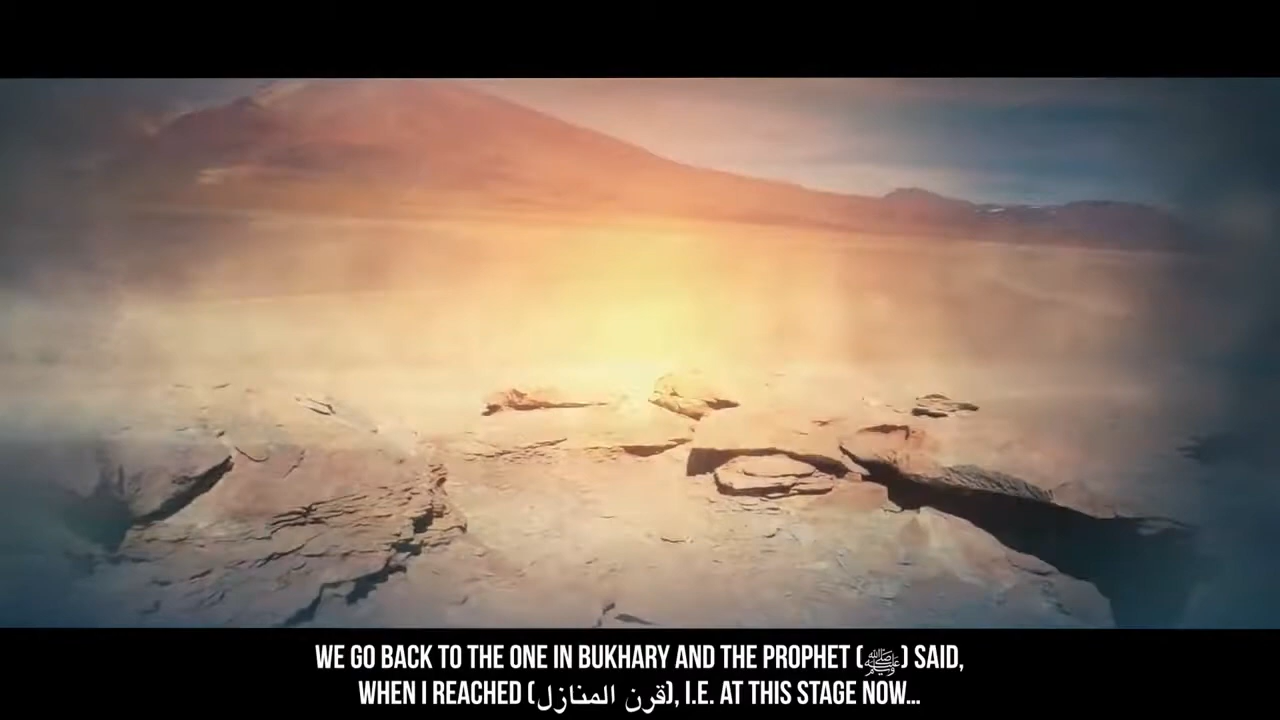 WE GO BACK TO THE ONE IN BUKHARY AND THE PROPHET (ﷺ) SAID,
WHEN I REACHED (قرن المنازل), I.E. AT THIS STAGE NOW...